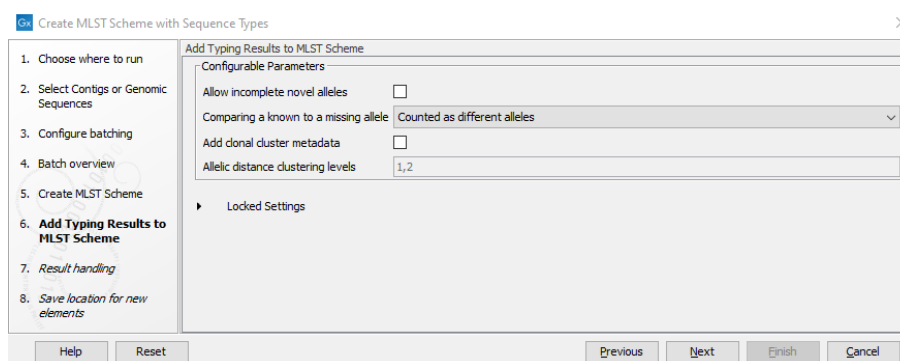 Gx Create MLST Scheme with Sequence Types
1. Choose where to run
2. Select Contigs or Genomic
Sequences
3. Configure batching
4. Batch overview
5. Create MLST Scheme
6. Add Typing Results to
MLST Scheme
7. Result handling
8. Save location for new
elements
Add Typing Results to MLST Scheme
Configurable Parameters
Allow incomplete novel alleles
Comparing a known to a missing allele Counted as different alleles
Add clonal cluster metadata
Allelic distance clustering levels 1,2
Locked Settings
Help Reset Previous Next Finish Cancel